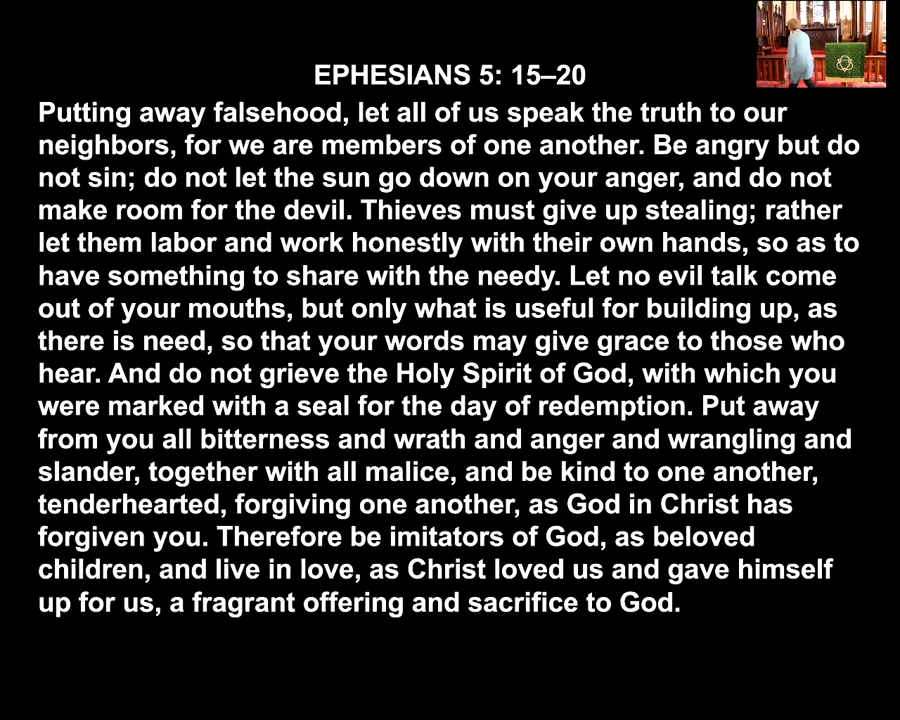 EPHESIANS 5: 15–20
Putting away falsehood, let all of us speak the truth to our
neighbors, for we are members of one another. Be angry but do
not sin; do not let the sun go down on your anger, and do not
make room for the devil. Thieves must give up stealing; rather
let them labor and work honestly with their own hands, so as to
have something to share with the needy. Let no evil talk come
out of your mouths, but only what is useful for building up, as
there is need, so that your words may give grace to those who
hear. And do not grieve the Holy Spirit of God, with which you
were marked with a seal for the day of redemption. Put away
from you all bitterness and wrath and anger and wrangling and
slander, together with all malice, and be kind to one another,
tenderhearted, forgiving one another, as God in Christ has
forgiven you. Therefore be imitators of God, as beloved
children, and live in love, as Christ loved us and gave himself
up for us, a fragrant offering and sacrifice to God.